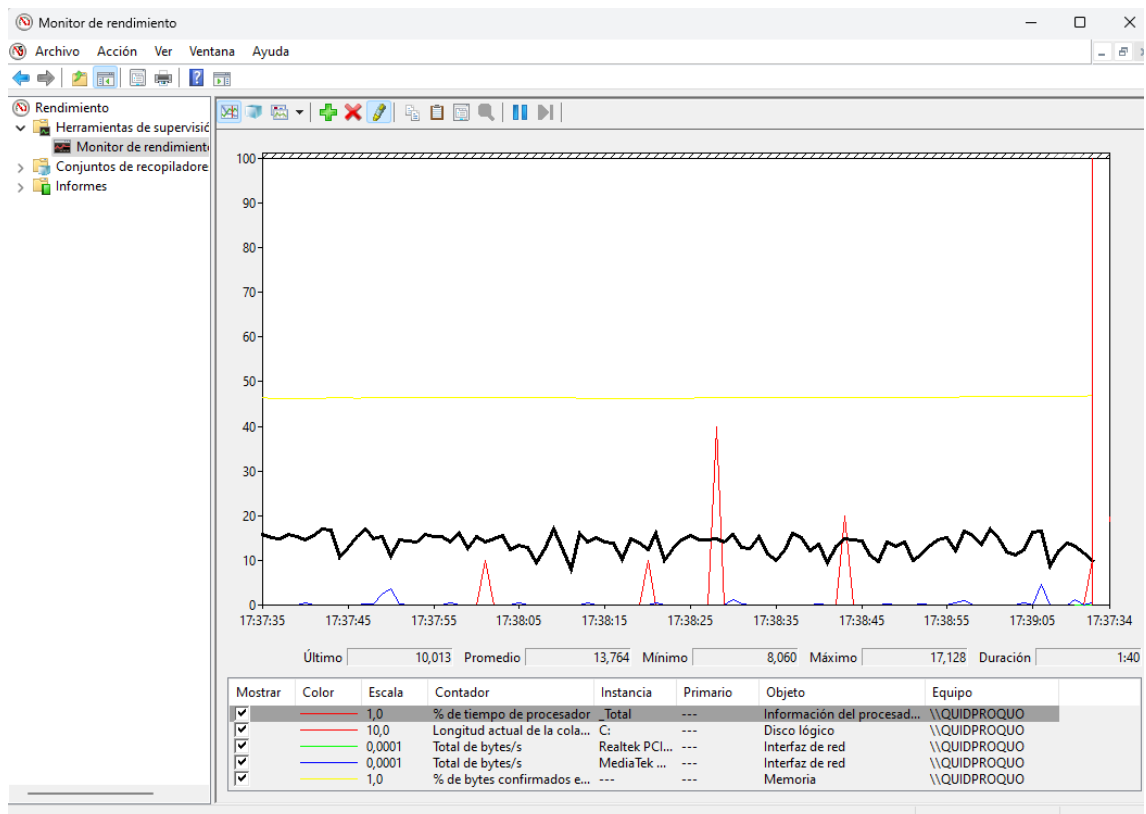 Monitor de rendimiento
Archivo Acción Ver Ventana Ayuda
Rendimiento
Herramientas de supervisió
Monitor de rendimiento
Conjuntos de recopiladore
Informes
100
90
80
70
60
50
40
30
20
10
0
17:37:35 17:37:45 17:37:55 17:38:05 17:38:15 17:38:25 17:38:35 17:38:45 17:38:55 17:39:05 17:37:34
Último 10,013 Promedio 13,764 Mínimo 8,060 Máximo 17,128 Duración 1:40
Mostrar Color Escala Contador Instancia Primario Objeto Equipo
1,0 % de tiempo de procesador _Total --- Información del procesad... \\QUIDPROQUO
10,0 Longitud actual de la cola... C: --- Disco lógico \\QUIDPROQUO
0,0001 Total de bytes/s Realtek PCI... --- Interfaz de red \\QUIDPROQUO
0,0001 Total de bytes/s MediaTek ... --- Interfaz de red \\QUIDPROQUO
1,0 % de bytes confirmados e... --- --- Memoria \\QUIDPROQUO